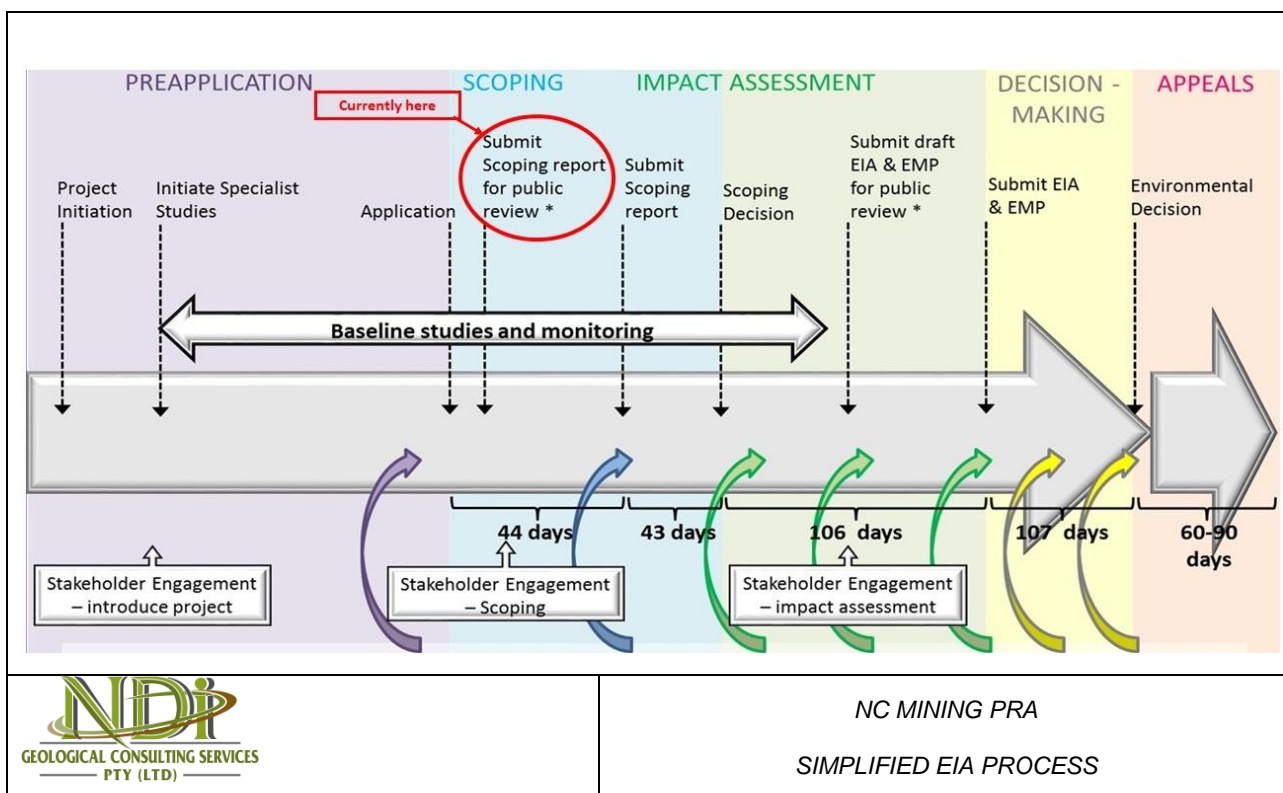 PREAPPLICATION
SCOPING
IMPACT ASSESSMENT
DECISION -
MAKING
APPEALS
Currently here
Project
Initiation
Initiate Specialist
Studies
Application
Submit
Scoping report
for public
review *
Submit
Scoping
report
Scoping
Decision
Submit draft
EIA & EMP
for public
review *
Submit EIA
& EMP
Environmental
Decision
Baseline studies and monitoring
44 days
43 days
106 days
107 days
60-90
days
Stakeholder Engagement
– introduce project
Stakeholder Engagement
– Scoping
Stakeholder Engagement
– impact assessment
NDi
GEOLOGICAL CONSULTING SERVICES
PTY (LTD)
NC MINING PRA
SIMPLIFIED EIA PROCESS